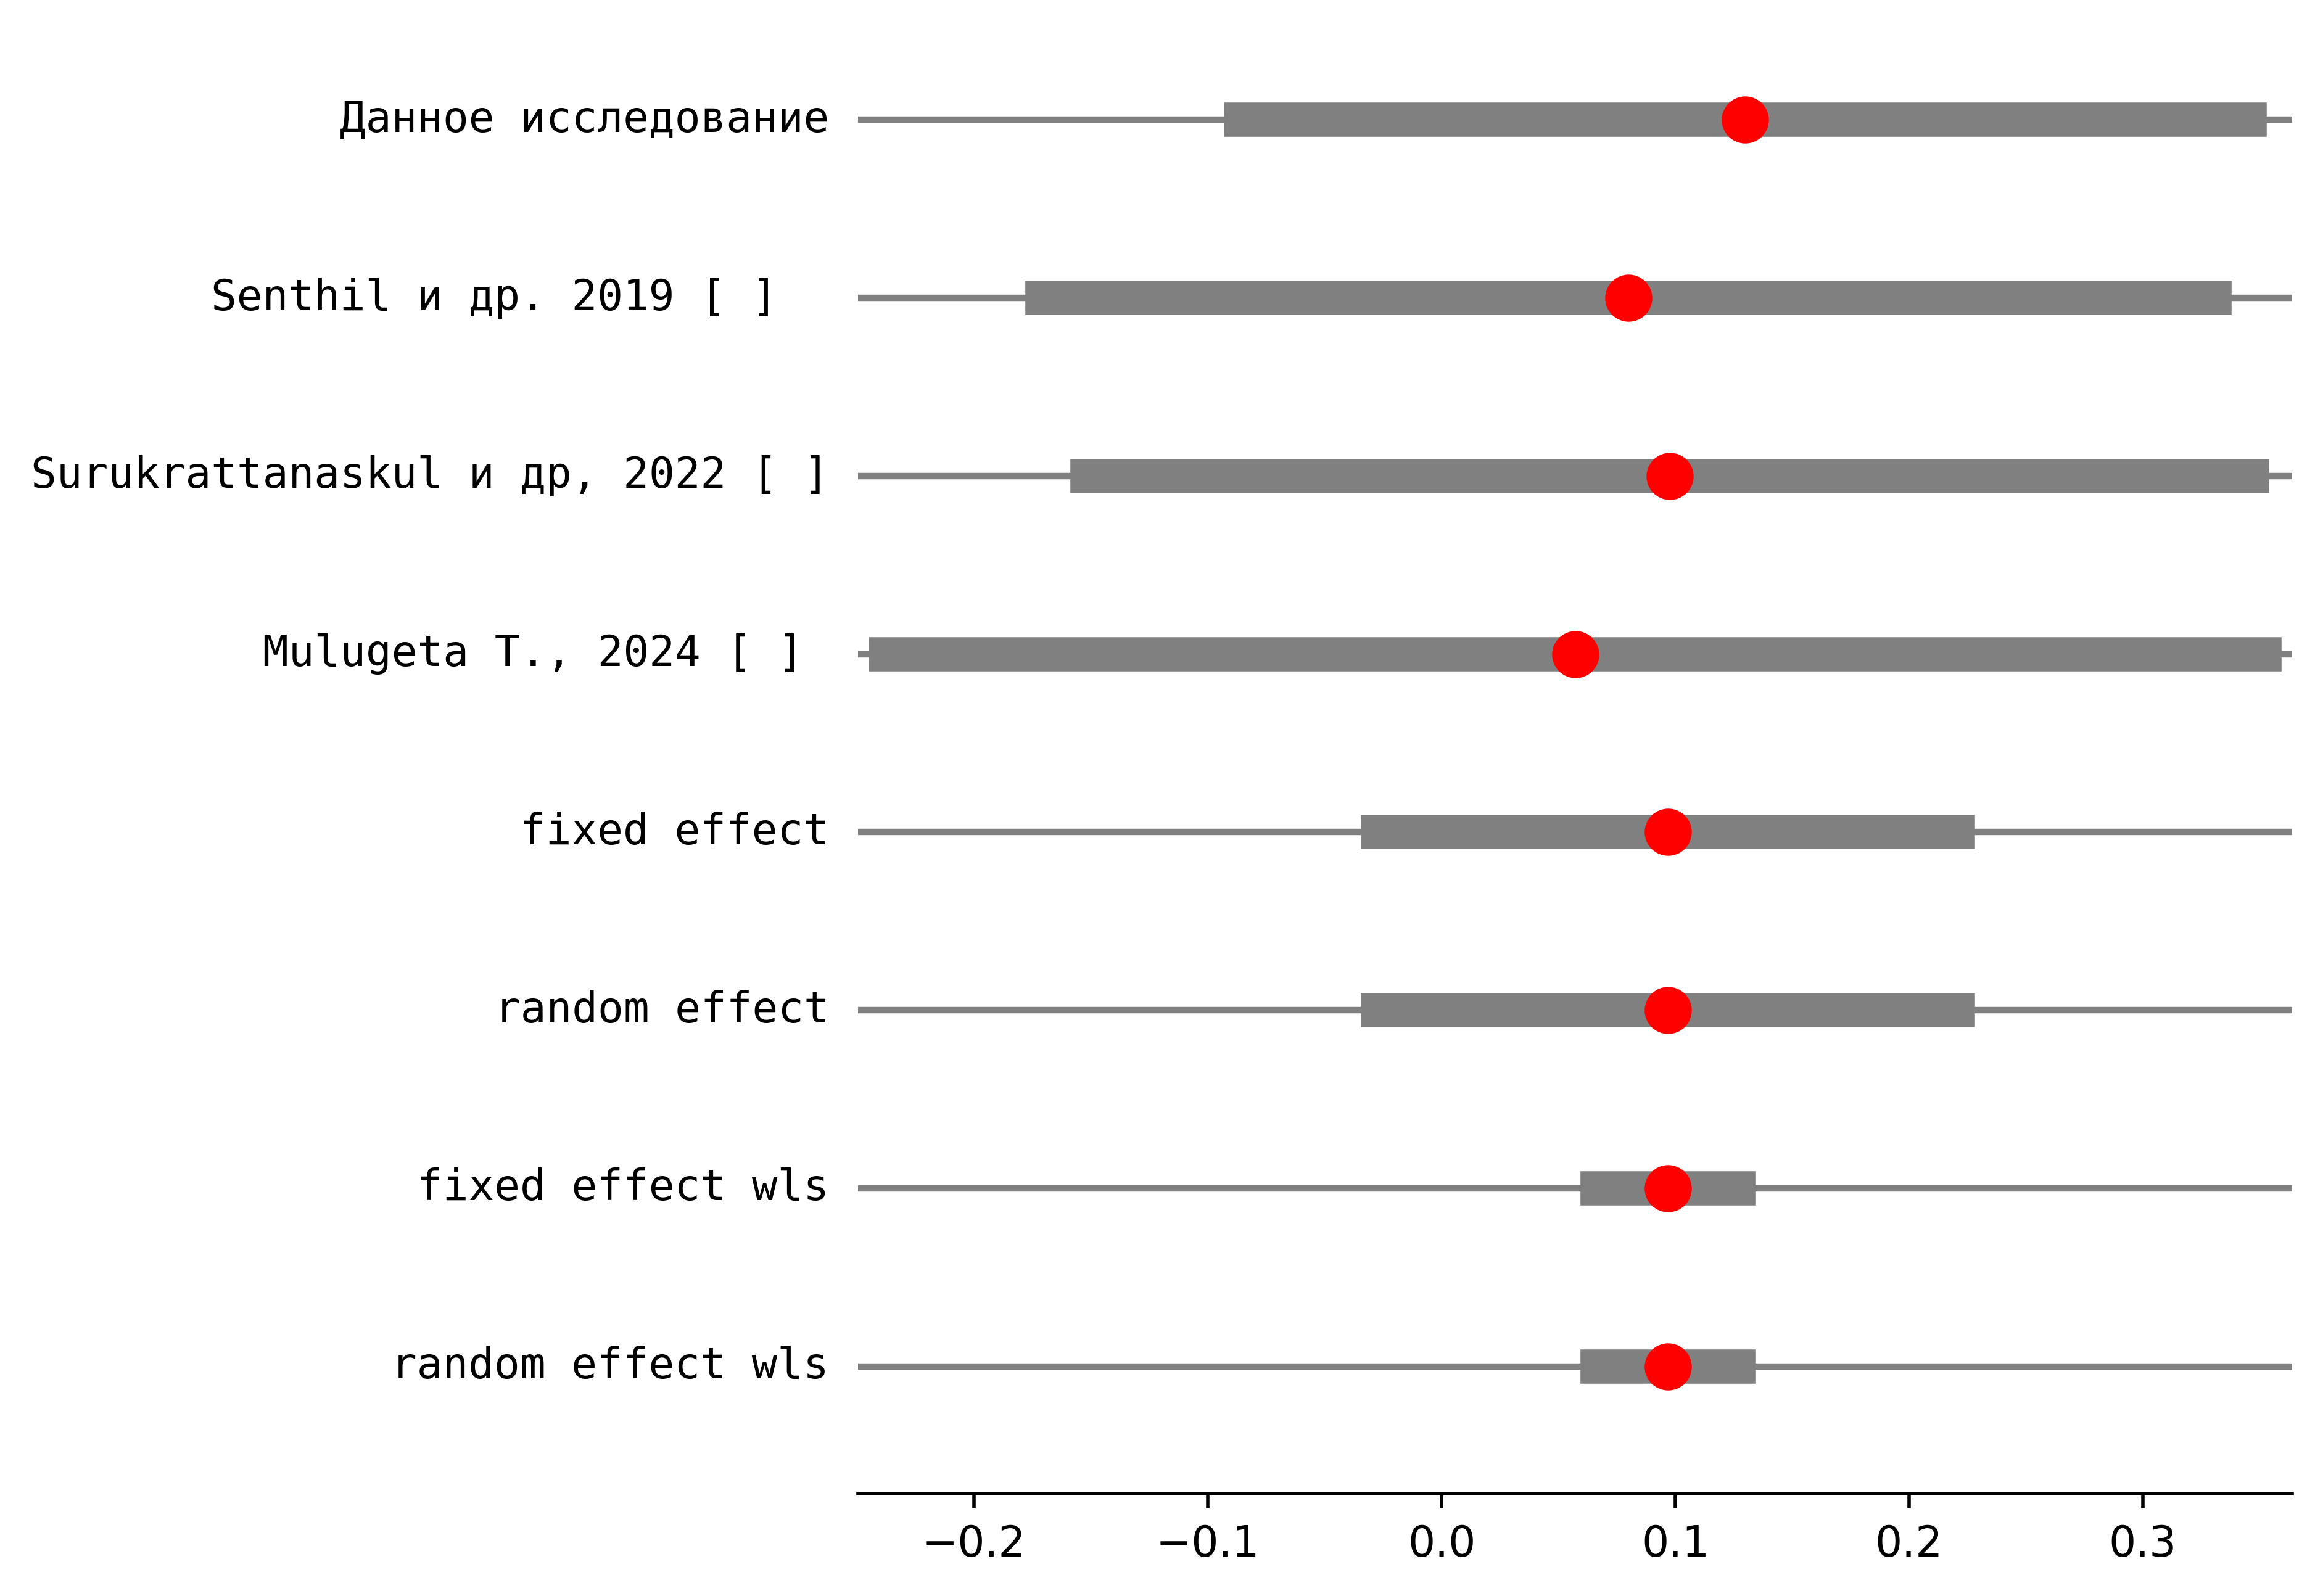 Данное исследование
Senthil и др. 2019 [ ]
Surukrattanaskul и др, 2022 [ ]
Mulugeta T., 2024 [ ]
fixed effect
random effect
fixed effect wls
random effect wls
−0.2 −0.1 0.0 0.1 0.2 0.3